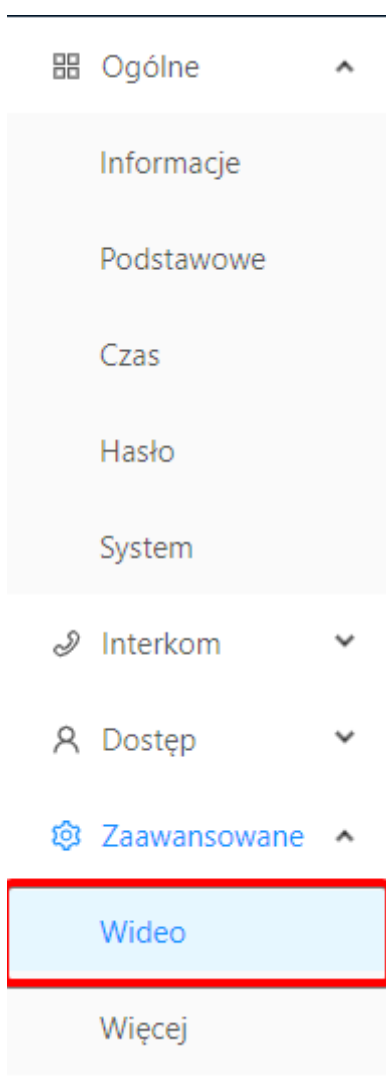 Ogólne
Informacje
Podstawowe
Czas
Hasło
System
Interkom
Dostęp
Zaawansowane
Wideo
Więcej